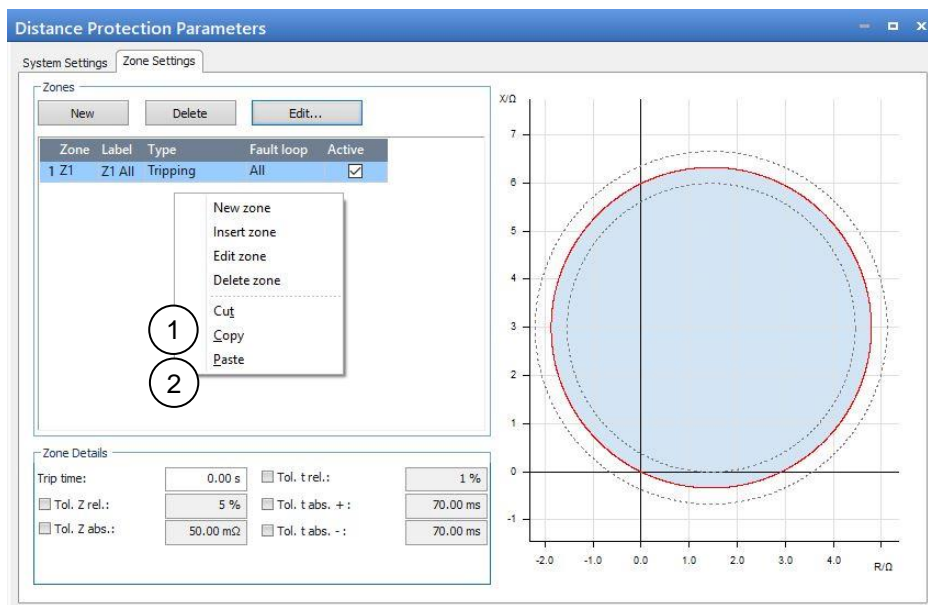 Distance Protection Parameters
System Settings Zone Settings
Zones
New Delete Edit...
Zone Label Type Fault loop Active
1 Z1 Z1 All Tripping All
New zone
Insert zone
Edit zone
Delete zone
Cut
1 Copy
Paste
2
Zone Details
Trip time: 0.00 s Tol. t rel.: 1 %
Tol. Z rel.: 5 % Tol. t abs. + : 70.00 ms
Tol. Z abs.: 50.00 mΩ Tol. t abs. - : 70.00 ms
X/Ω
7
6
5
4
3
2
1
0
-1
-2.0 -1.0 0.0 1.0 2.0 3.0 4.0
R/Ω